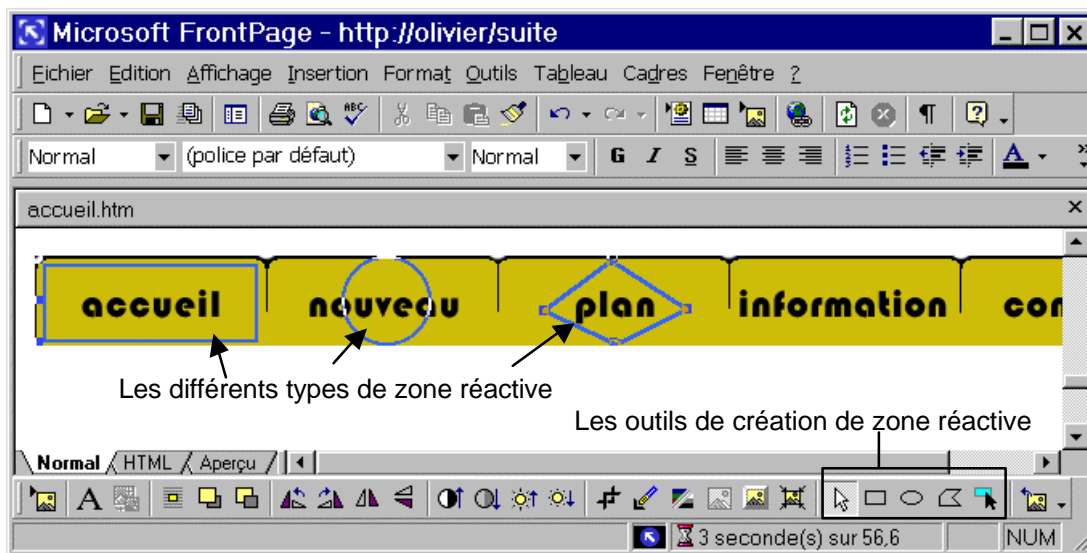 Microsoft FrontPage - http://olivier/suite
Fichier Edition Affichage Insertion Format Outils Tableau Cadres Fenêtre ?
ABC
Normal (police par défaut) Normal G I S A
accueil.htm
accueil nouveau plan information con
Les différents types de zone réactive
Les outils de création de zone réactive
Normal HTML Aperçu
A
3 seconde(s) sur 56,6 NUM